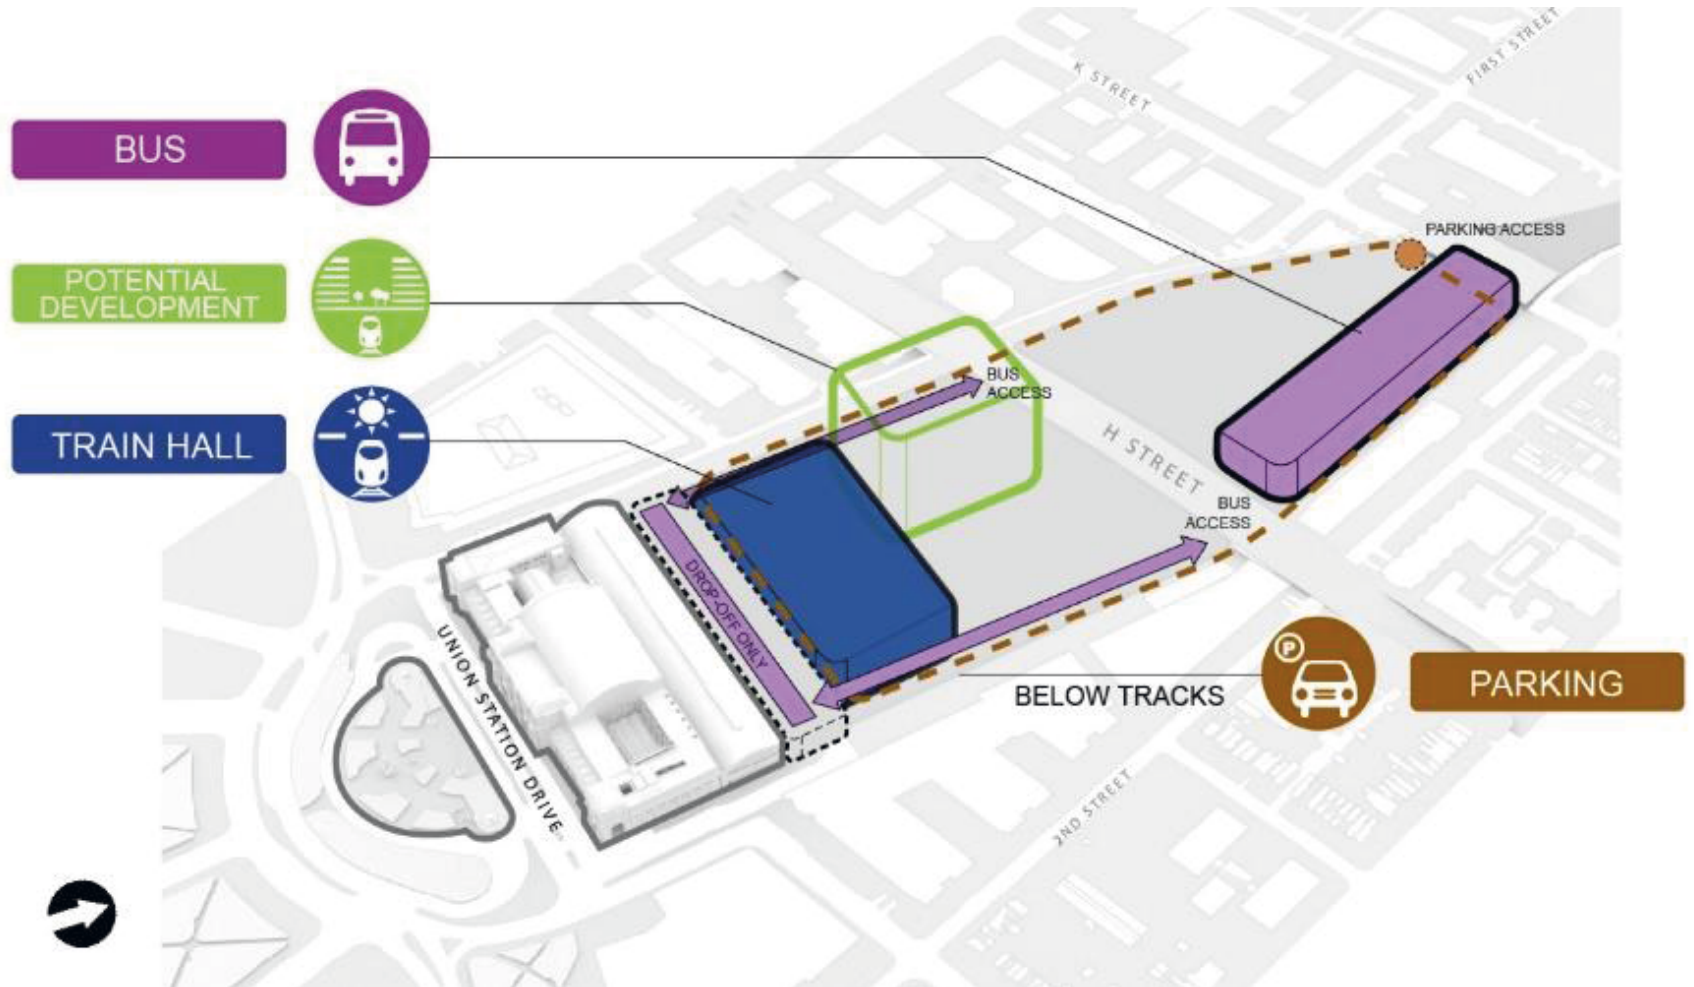 FIRST STREET
K STREET
BUS
PARKING ACCESS
POTENTIAL
DEVELOPMENT
BUS
ACCESS
TRAIN HALL
H STREET
BUS
ACCESS
DROP-OFF ONLY
UNION STATION DRIVE
P
BELOW TRACKS
PARKING
2ND STREET